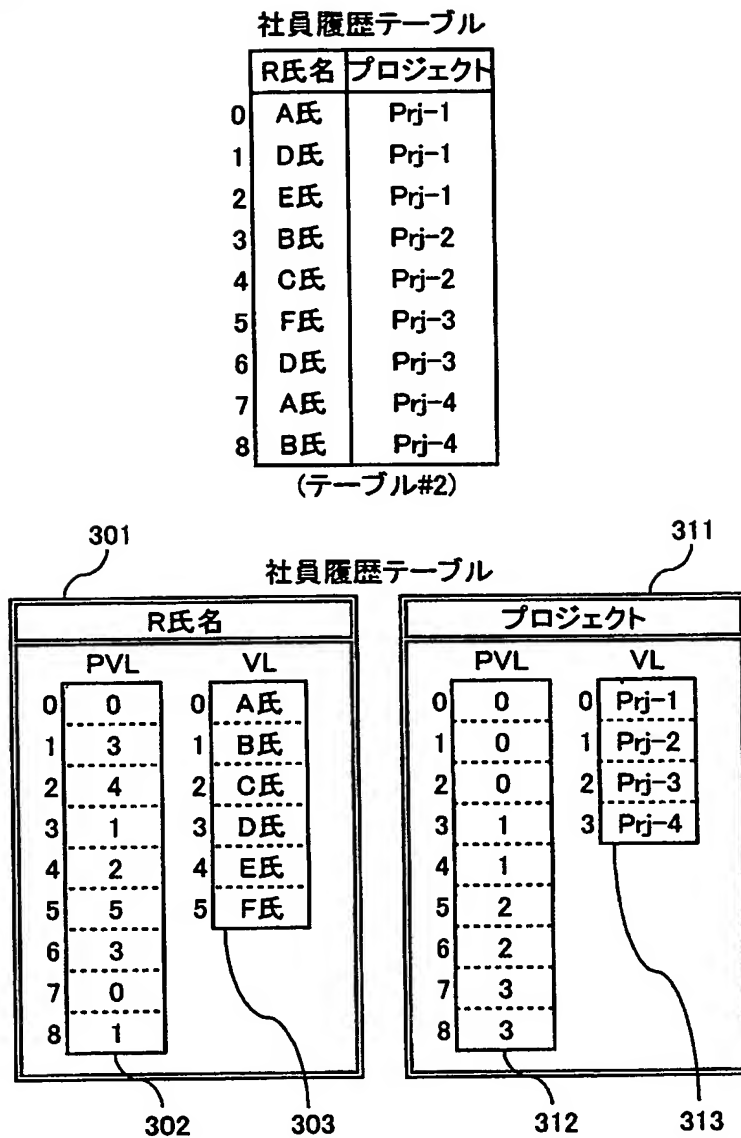 社員履歴テーブル
R氏名 プロジェクト
0 A氏 Prj-1
1 D氏 Prj-1
2 E氏 Prj-1
3 B氏 Prj-2
4 C氏 Prj-2
5 F氏 Prj-3
6 D氏 Prj-3
7 A氏 Prj-4
8 B氏 Prj-4
(テーブル#2)
301 311
社員履歴テーブル
R氏名 プロジェクト
PVL VL PVL VL
0 0 0 A氏 0 0 0 Prj-1
1 3 1 B氏 1 0 1 Prj-2
2 4 2 C氏 2 0 2 Prj-3
3 1 3 D氏 3 1 3 Prj-4
4 2 4 E氏 4 1
5 5 5 F氏 5 2
6 3 6 2
7 0 7 3
8 1 8 3
302 303 312 313